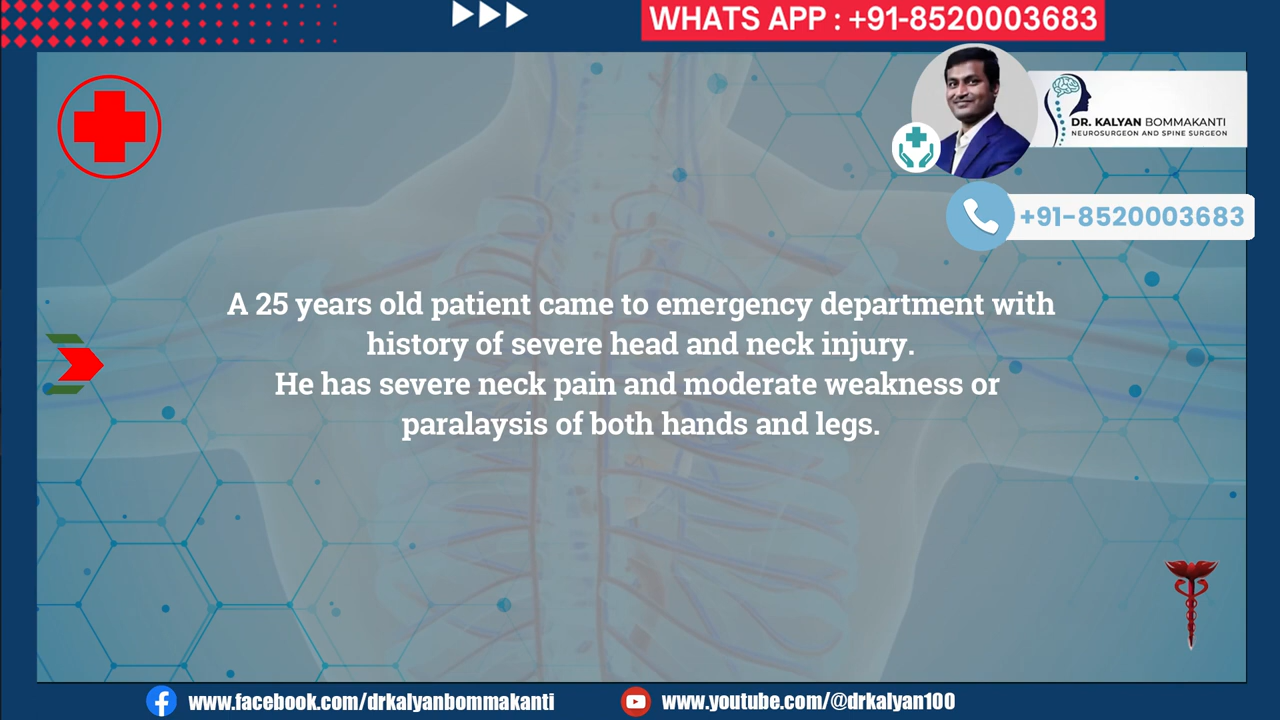 WHATS APP : +91-8520003683
DR. KALYAN BOMMAKANTI
NEUROSURGEON AND SPINE SURGEON
+91-8520003683
A 25 years old patient came to emergency department with
history of severe head and neck injury.
He has severe neck pain and moderate weakness or
paralaysis of both hands and legs.
www.facebook.com/drkalyanbommakanti
www.youtube.com/@drkalyan100